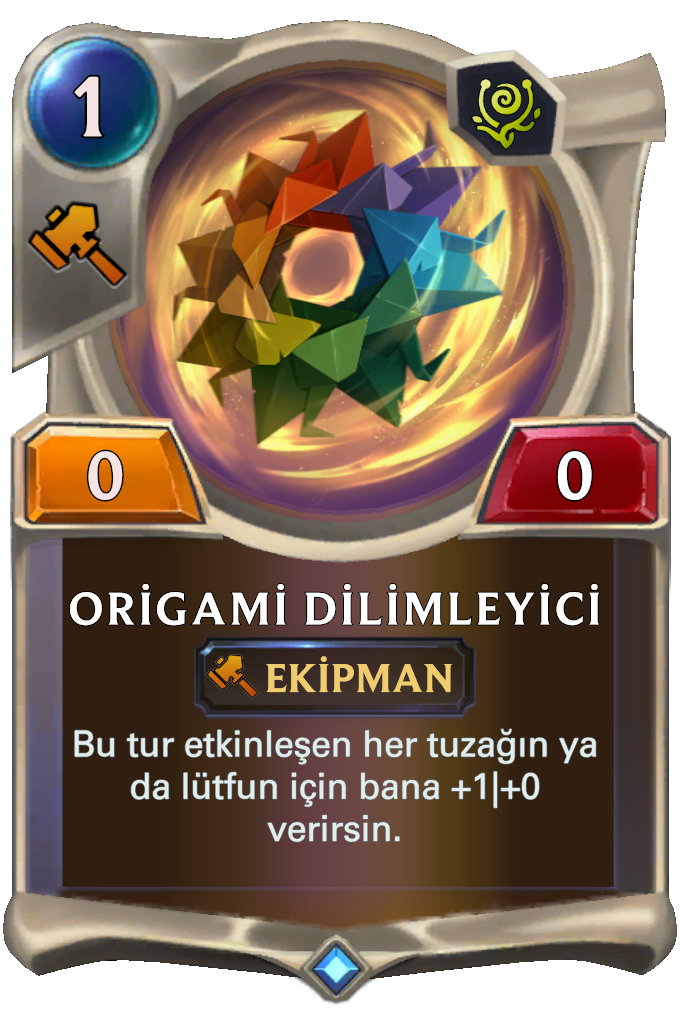 1
0
0
ORİGAMİ DİLİMLEYİCİ
EKİPMAN
Bu tur etkinleşen her tuzağın ya
da lütfun için bana +1|+0
verirsin.